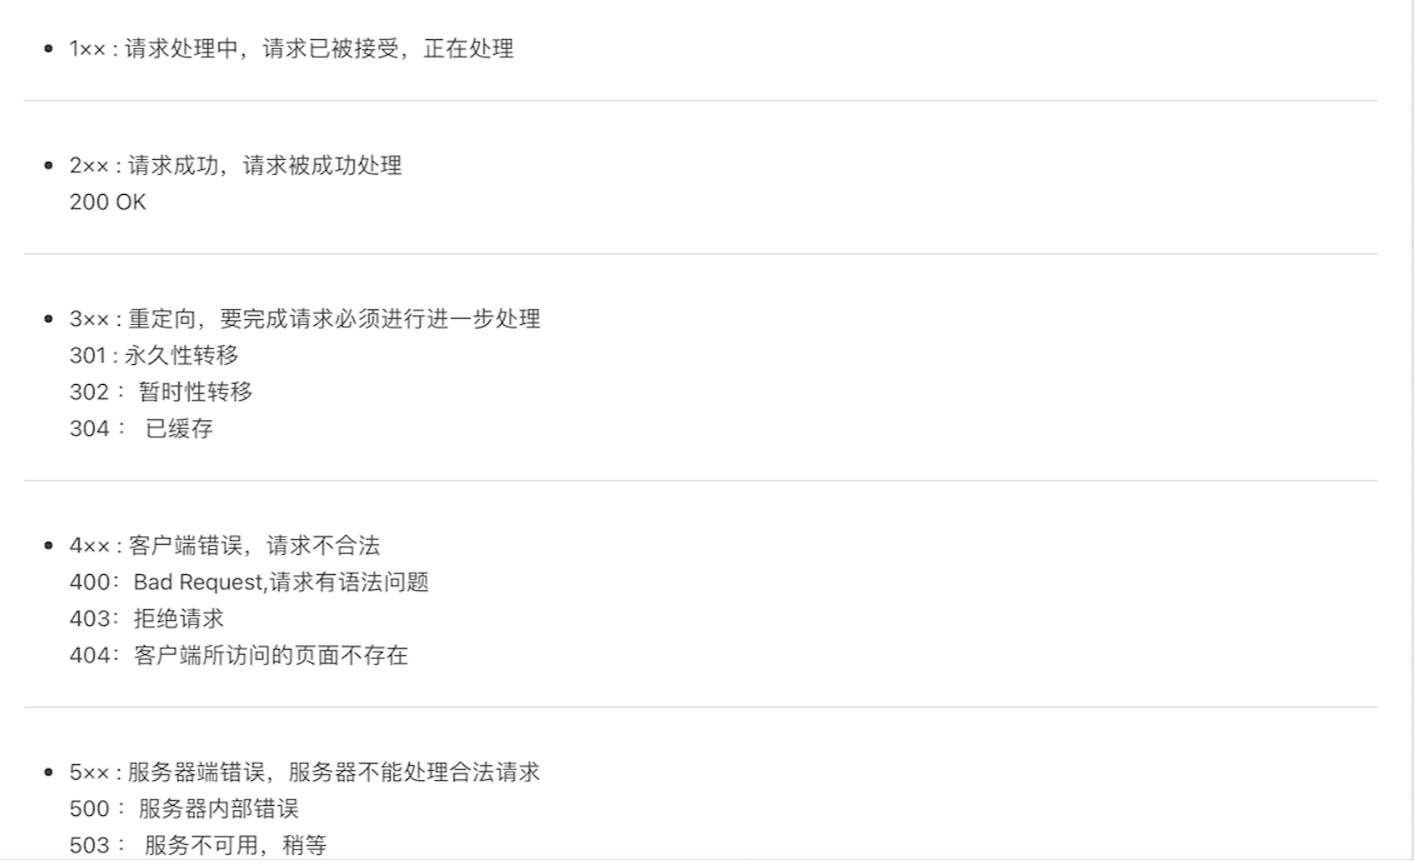 1×× : 请求处理中，请求已被接受，正在处理
2×× : 请求成功，请求被成功处理
200 OK
3×× : 重定向，要完成请求必须进行进一步处理
301 : 永久性转移
302 ： 暂时性转移
304 ： 已缓存
4×× : 客户端错误，请求不合法
400：Bad Request,请求有语法问题
403：拒绝请求
404：客户端所访问的页面不存在
5×× : 服务器端错误，服务器不能处理合法请求
500 ： 服务器内部错误
503 ： 服务不可用，稍等